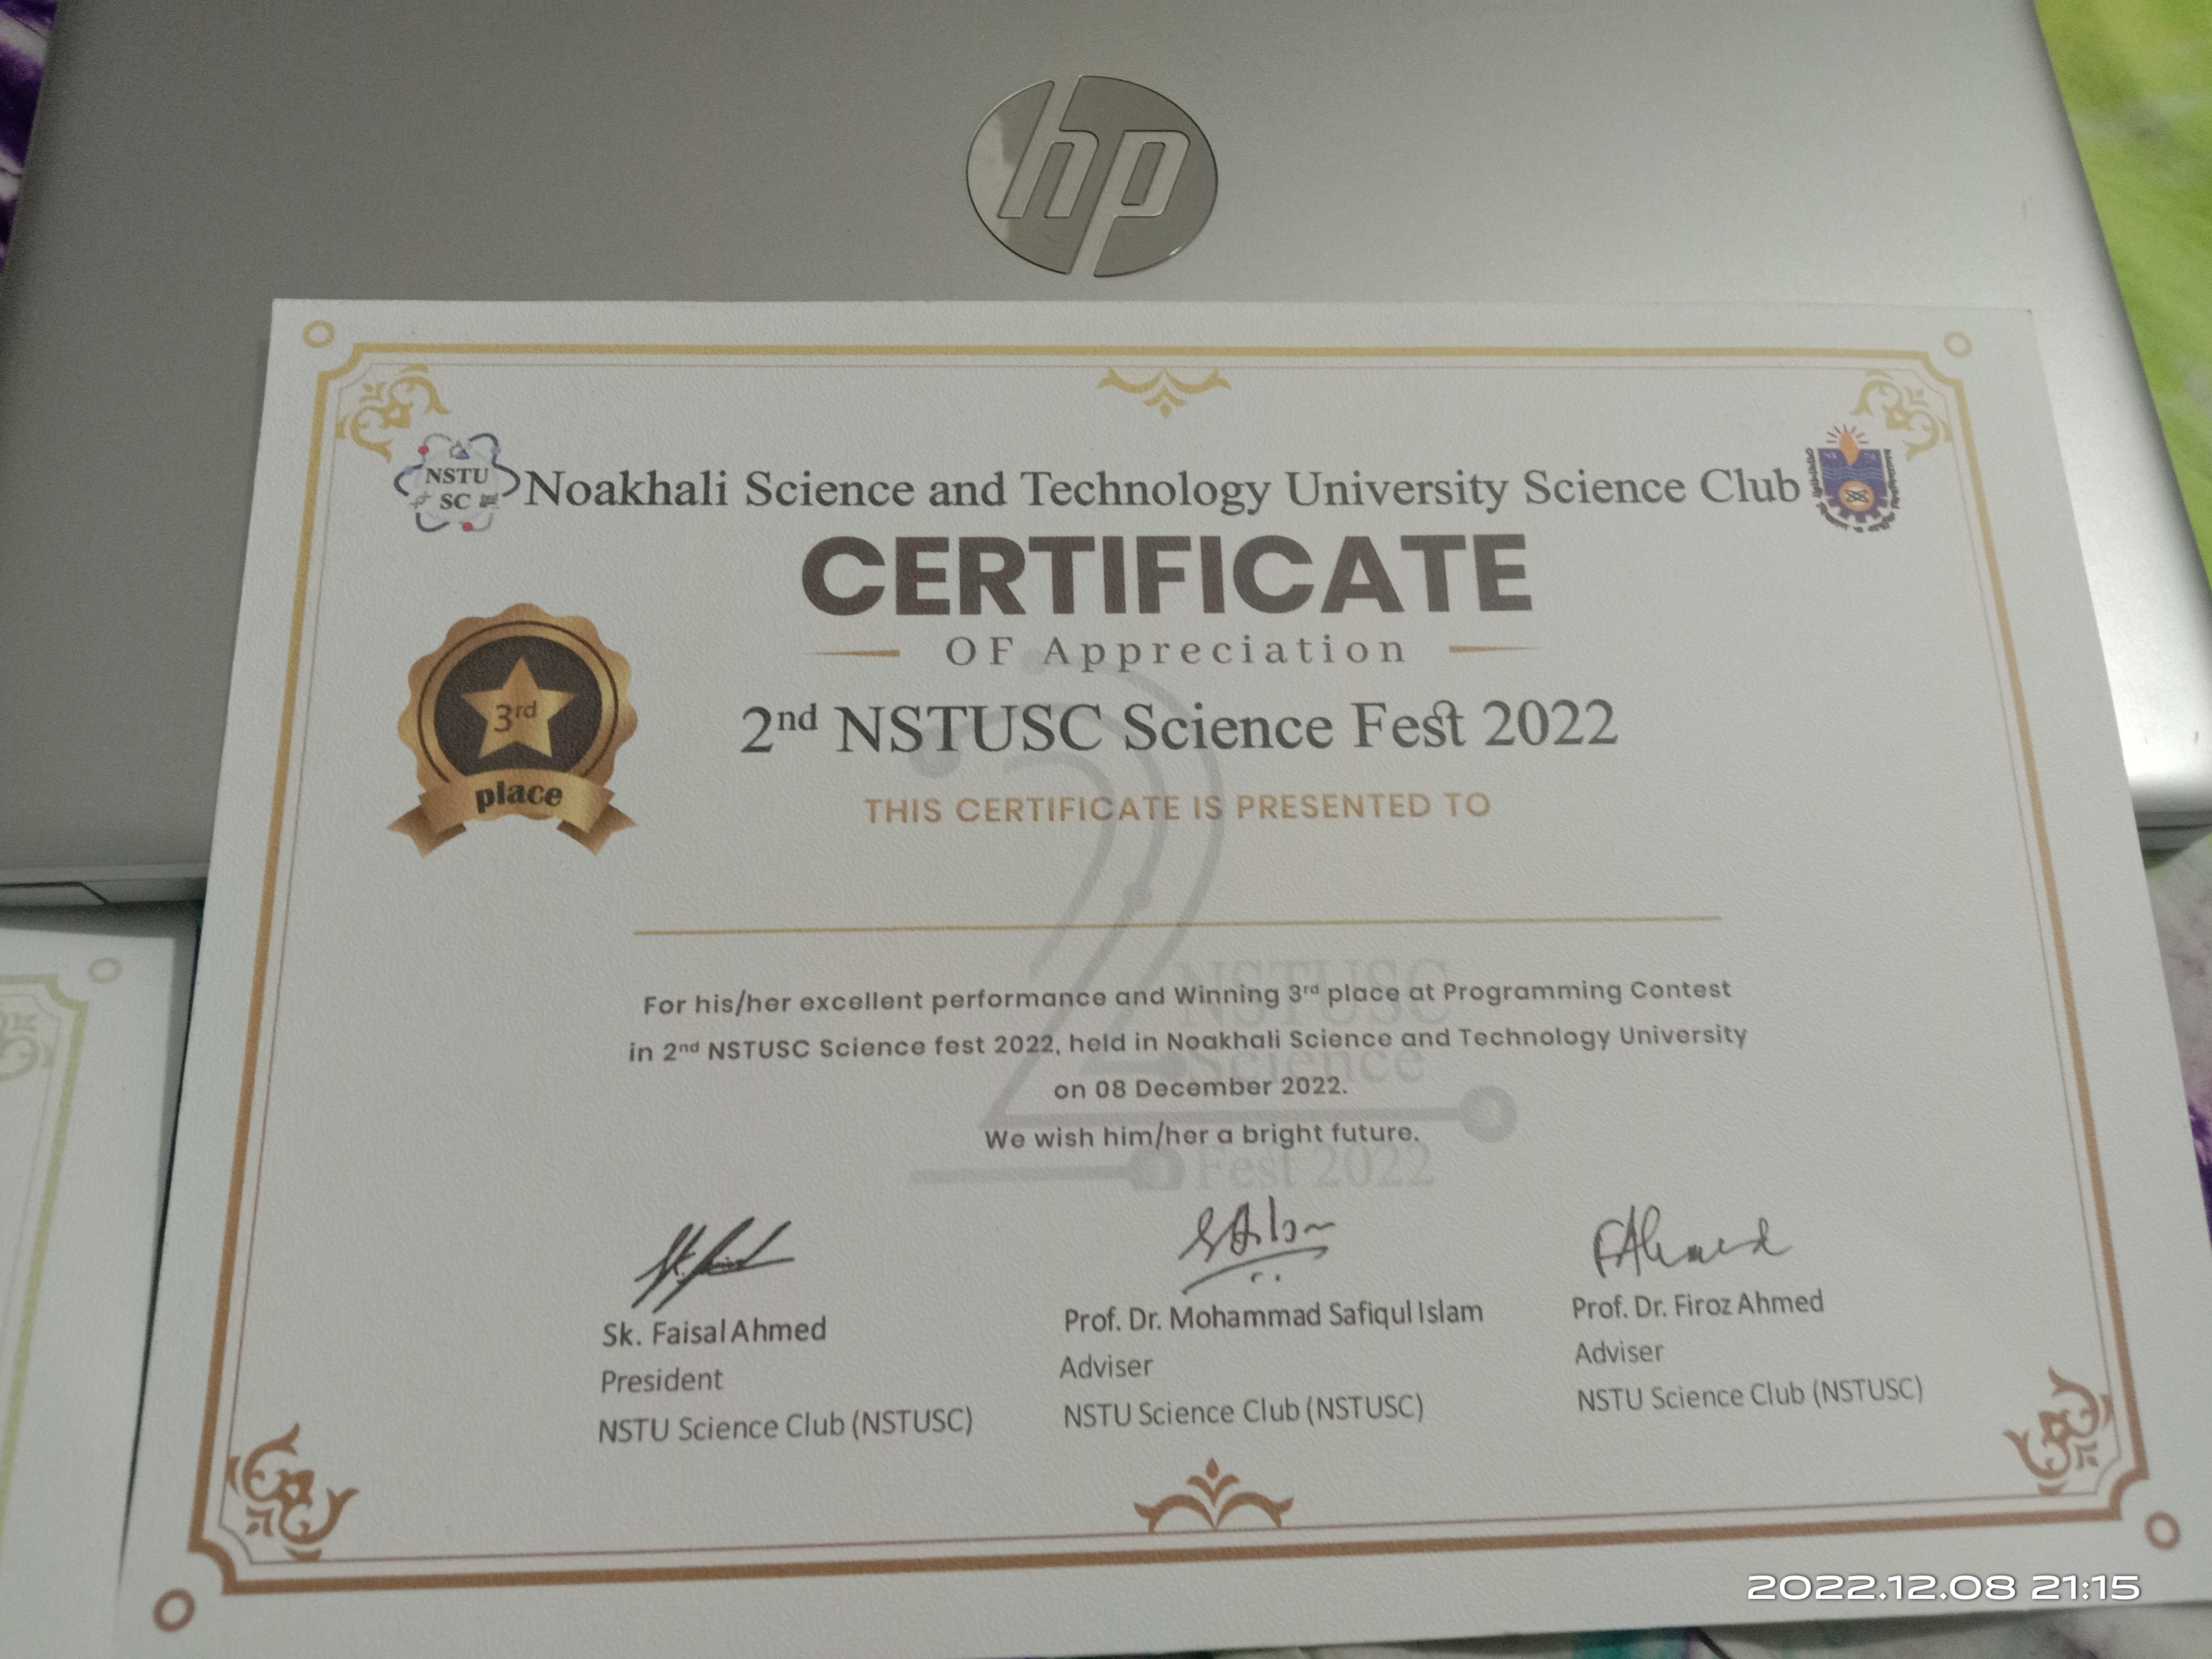 hp
NSTU
SC
Noakhali Science and Technology University Science Club
CERTIFICATE
OF Appreciation
2nd NSTUSC Science Fest 2022
3rd
place
THIS CERTIFICATE IS PRESENTED TO
For his/her excellent performance and Winning 3rd place at Programming Contest
in 2nd NSTUSC Science fest 2022, held in Noakhali Science and Technology University
on 08 December 2022.
We wish him/her a bright future.
NSTUSC
Science
Fest 2022
FAhmed
Sk. Faisal Ahmed
President
NSTU Science Club (NSTUSC)
Prof. Dr. Mohammad Safiqul Islam
Adviser
NSTU Science Club (NSTUSC)
Prof. Dr. Firoz Ahmed
Adviser
NSTU Science Club (NSTUSC)
2022.12.08 21:15